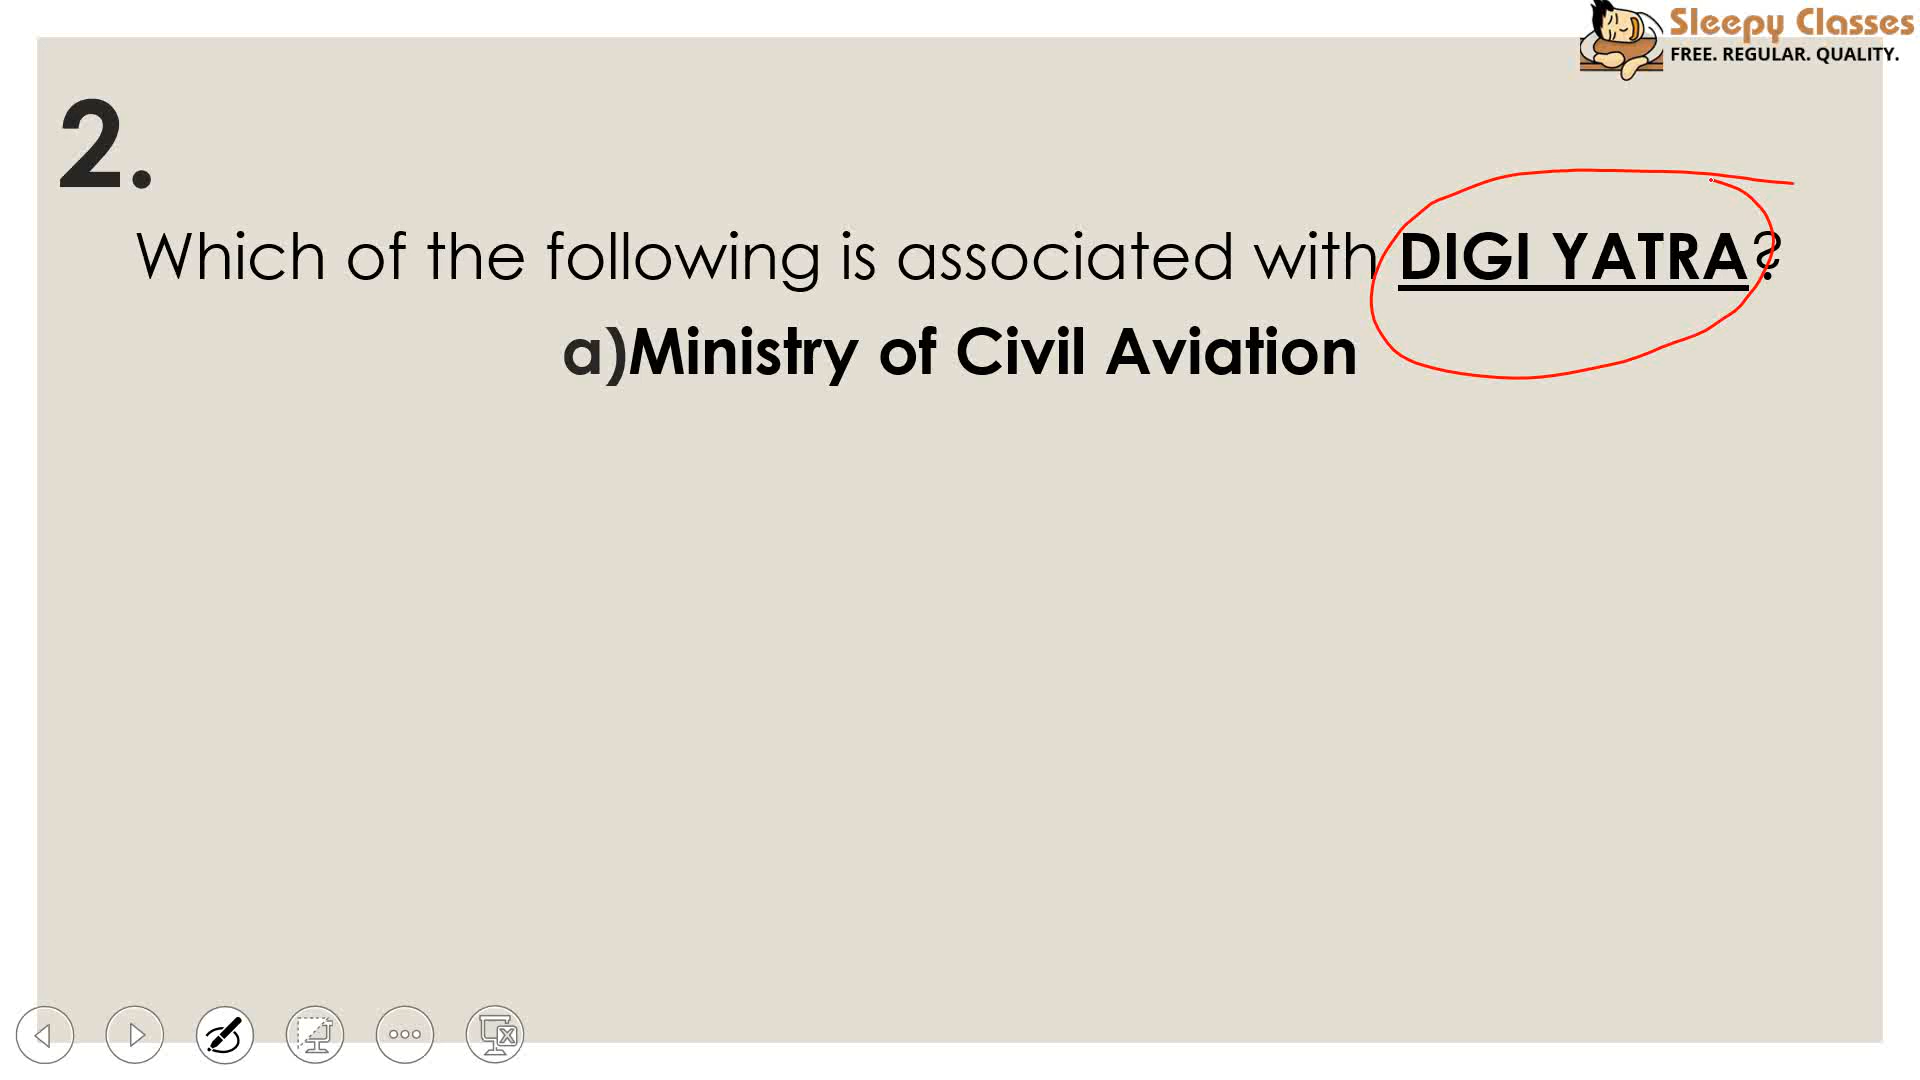 Sleepy Classes
FREE. REGULAR. QUALITY.
2.
Which of the following is associated with DIGI YATRA?
a)Ministry of Civil Aviation